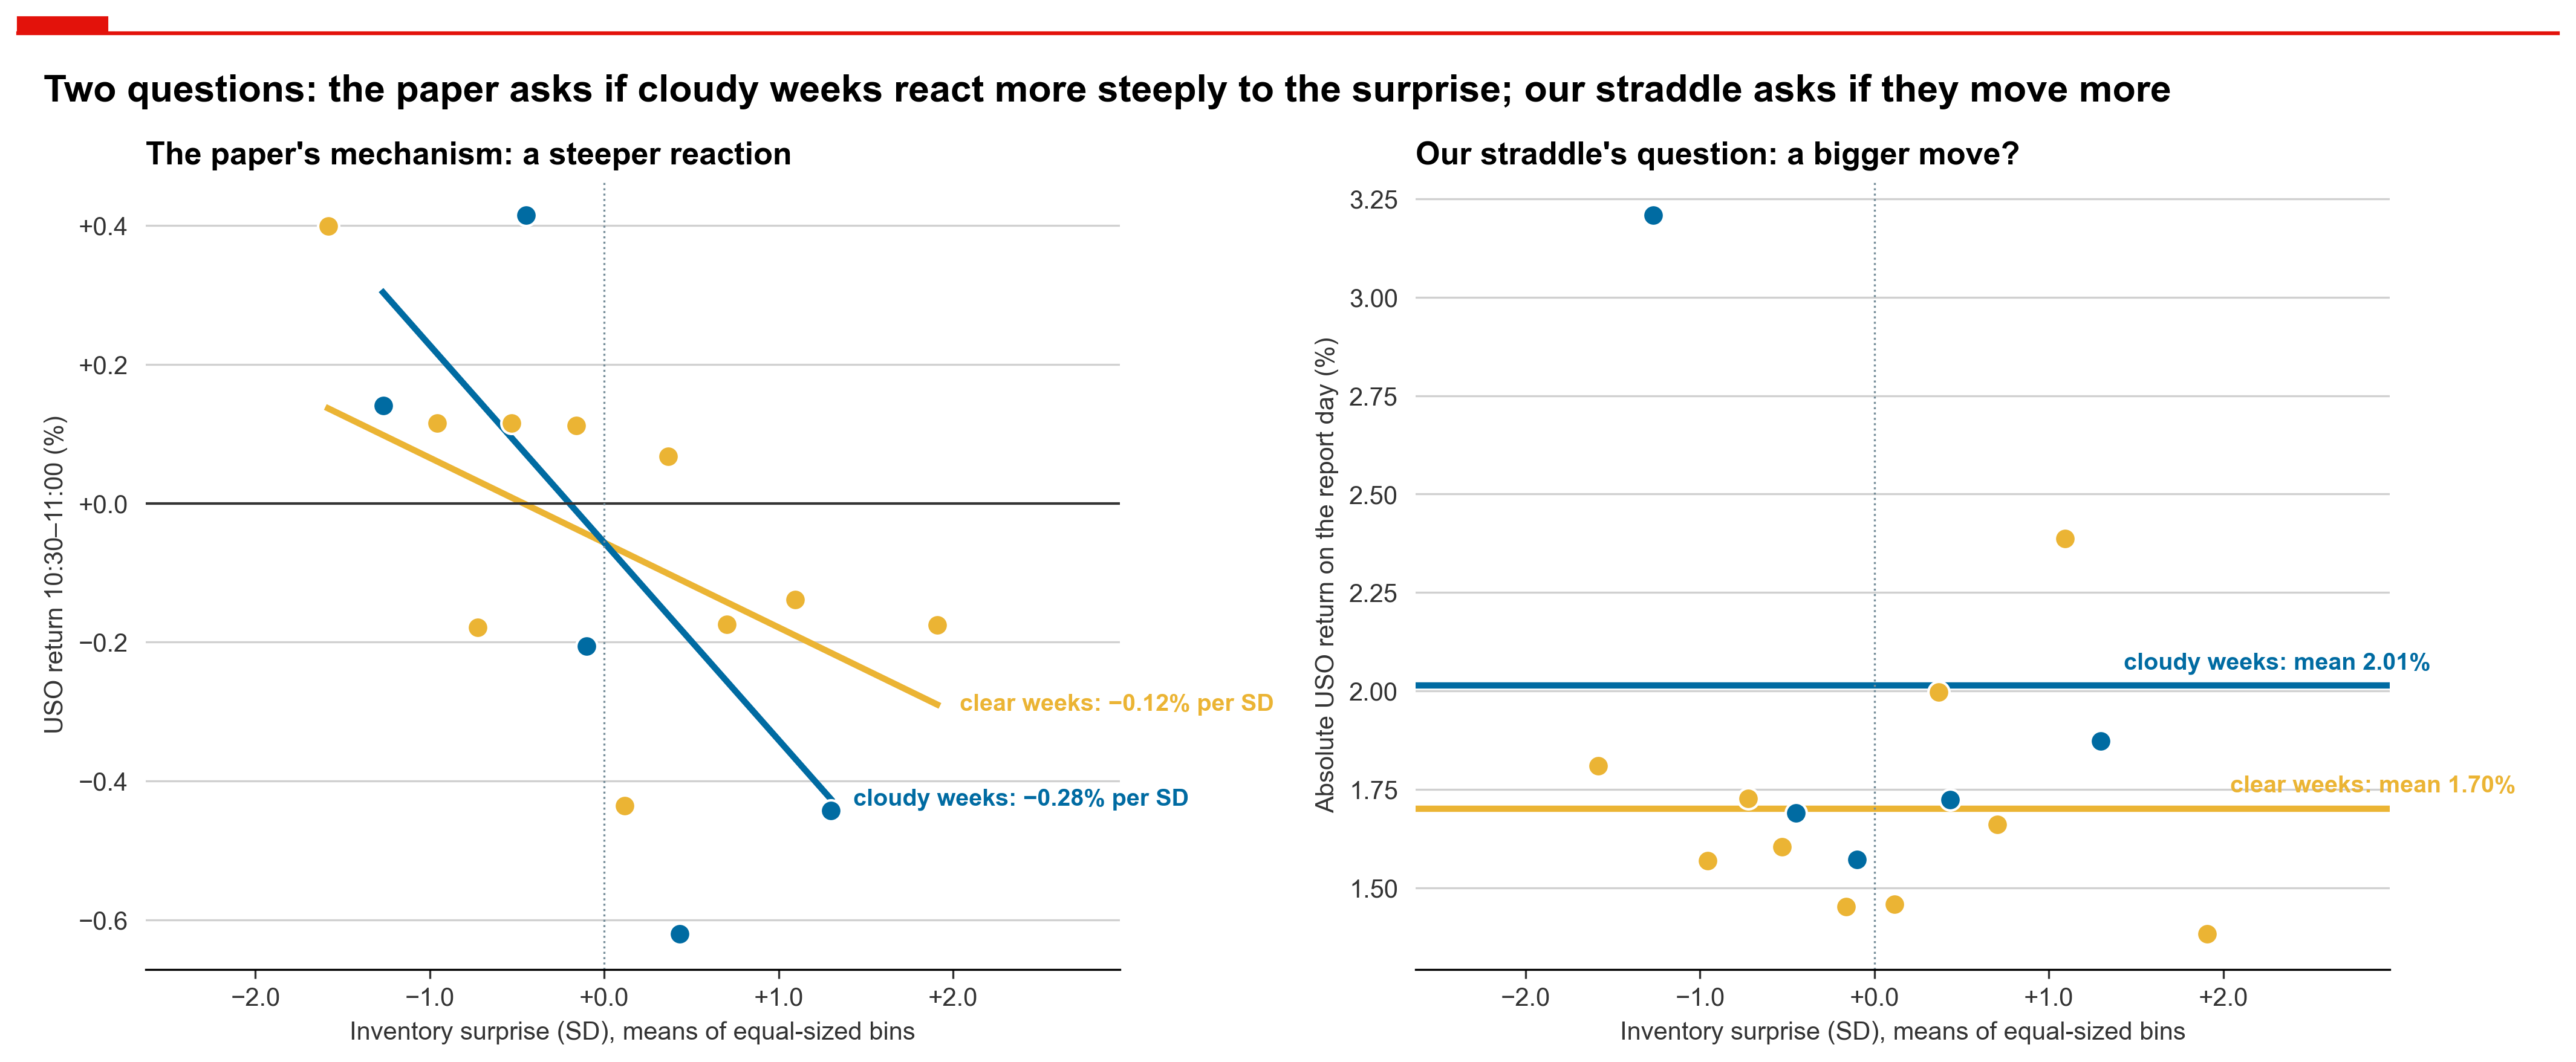 Two questions: the paper asks if cloudy weeks react more steeply to the surprise; our straddle asks if they move more
The paper's mechanism: a steeper reaction
USO return 10:30–11:00 (%)
+0.4
+0.2
+0.0
−0.2
−0.4
−0.6
clear weeks: −0.12% per SD
cloudy weeks: −0.28% per SD
−2.0
−1.0
+0.0
+1.0
+2.0
Inventory surprise (SD), means of equal-sized bins
Our straddle's question: a bigger move?
Absolute USO return on the report day (%)
3.25
3.00
2.75
2.50
2.25
2.00
1.75
1.50
cloudy weeks: mean 2.01%
clear weeks: mean 1.70%
−2.0
−1.0
+0.0
+1.0
+2.0
Inventory surprise (SD), means of equal-sized bins